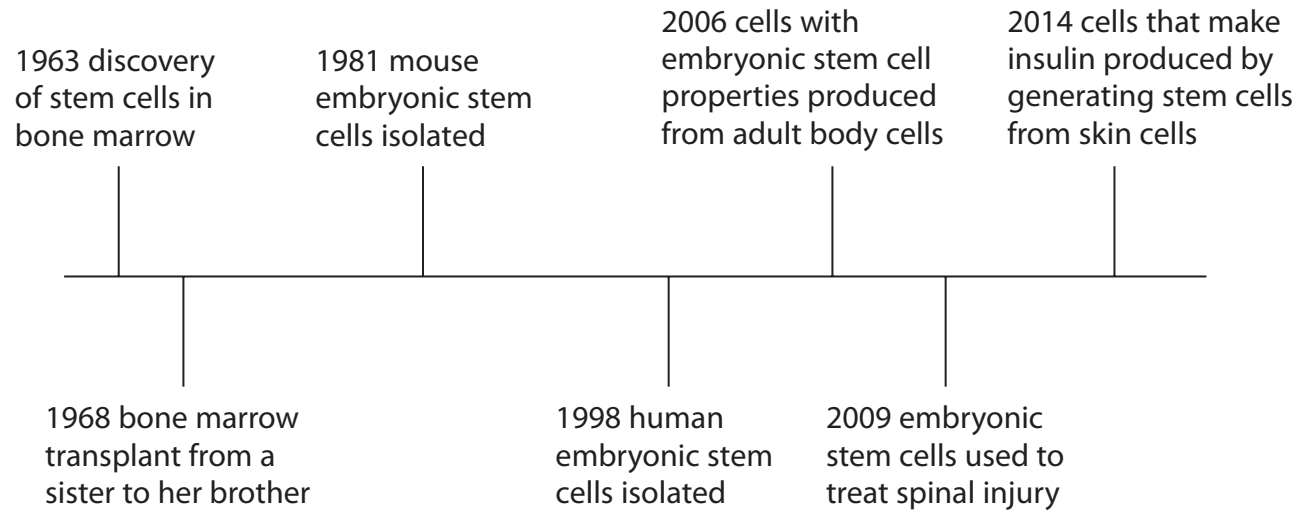 1963 discovery
of stem cells in
bone marrow
1981 mouse
embryonic stem
cells isolated
2006 cells with
embryonic stem cell
properties produced
from adult body cells
2014 cells that make
insulin produced by
generating stem cells
from skin cells
1968 bone marrow
transplant from a
sister to her brother
1998 human
embryonic stem
cells isolated
2009 embryonic
stem cells used to
treat spinal injury